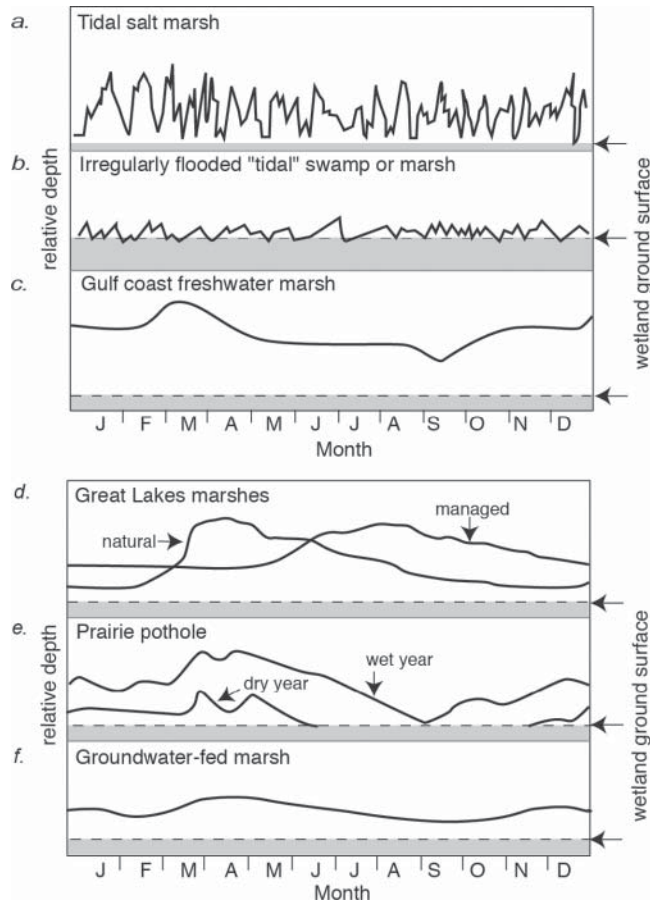 a.
Tidal salt marsh
b.
Irregularly flooded "tidal" swamp or marsh
c.
Gulf coast freshwater marsh
relative depth
wetland ground surface
J F M A M J J A S O N D
Month
d.
Great Lakes marshes
managed
natural
e.
Prairie pothole
wet year
dry year
f.
Groundwater-fed marsh
relative depth
wetland ground surface
J F M A M J J A S O N D
Month